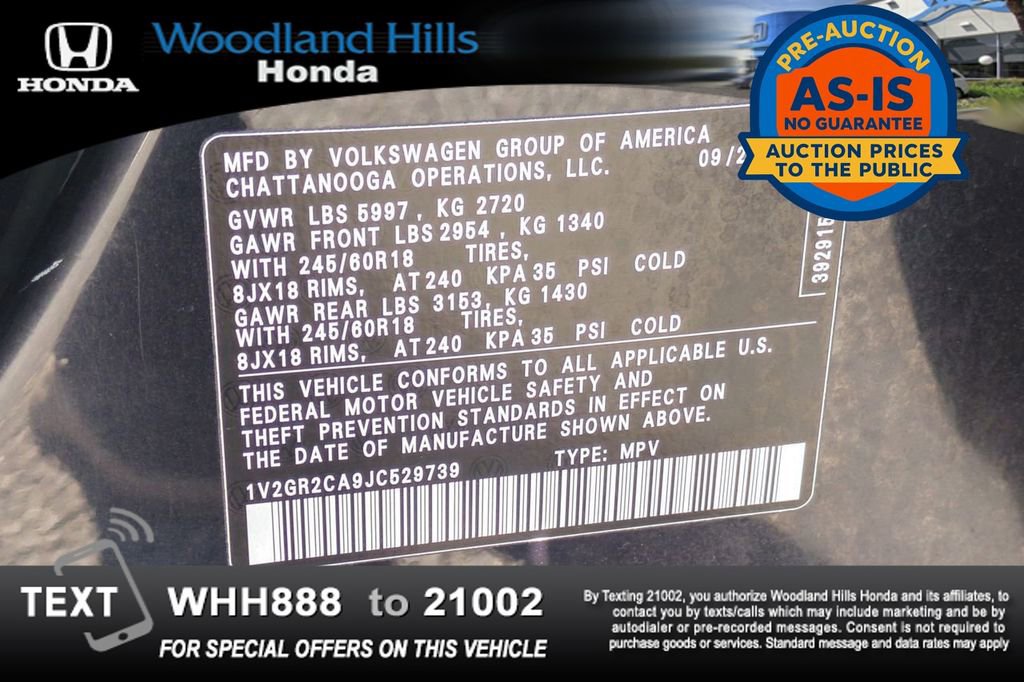 HONDA
Woodland Hills
Honda
PRE-AUCTION
AS-IS
NO GUARANTEE
AUCTION PRICES
TO THE PUBLIC
MFD BY VOLKSWAGEN GROUP OF AMERICA
CHATTANOOGA OPERATIONS, LLC. 09/2
GVWR LBS 5997, KG 2720
GAWR FRONT LBS 2954, KG 1340
WITH 245/60R18 TIRES,
8JX18 RIMS, AT 240 KPA 35 PSI COLD
GAWR REAR LBS 3153, KG 1430
WITH 245/60R18 TIRES,
8JX18 RIMS, AT 240 KPA 35 PSI COLD
392915
THIS VEHICLE CONFORMS TO ALL APPLICABLE U.S.
FEDERAL MOTOR VEHICLE SAFETY AND
THEFT PREVENTION STANDARDS IN EFFECT ON
THE DATE OF MANUFACTURE SHOWN ABOVE.
1V2GR2CA9JC529739 TYPE: MPV
TEXT WHH888 to 21002
FOR SPECIAL OFFERS ON THIS VEHICLE
By Texting 21002, you authorize Woodland Hills Honda and its affiliates, to
contact you by texts/calls which may include marketing and be by
autodialer or pre-recorded messages. Consent is not required to
purchase goods or services. Standard message and data rates may apply